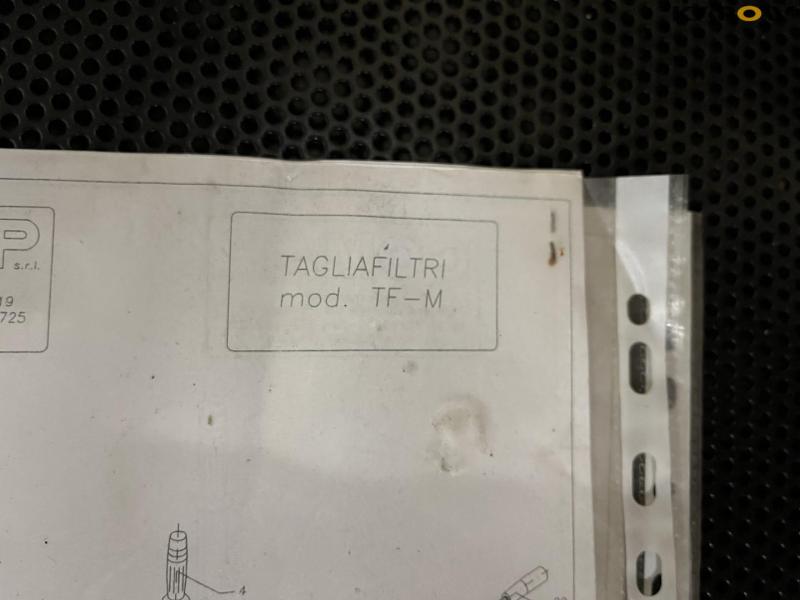 P
s.r.l.
19
725
TAGLIAFILTRI
mod. TF-M
4